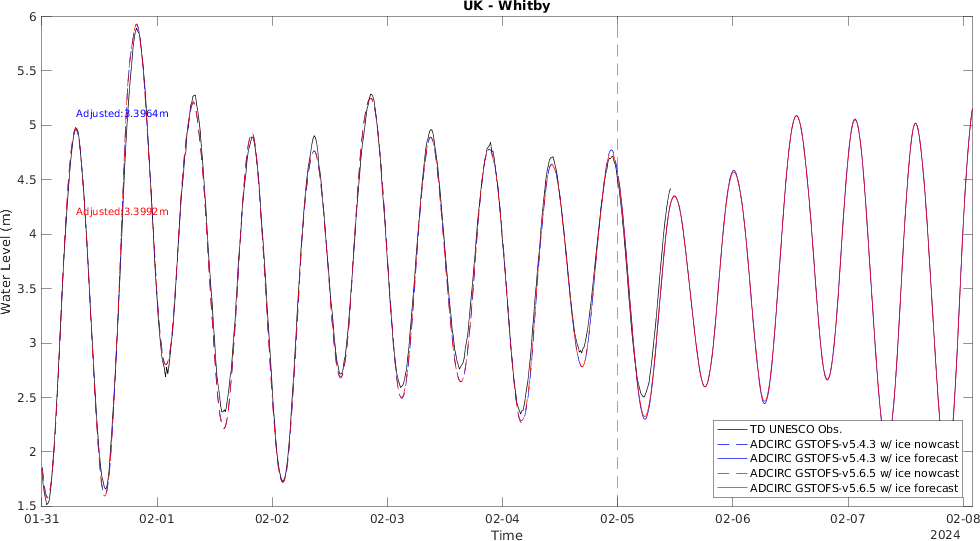 UK - Whitby
6
5.5
5
4.5
4
3.5
3
2.5
2
1.5
Water Level (m)
Adjusted:3.3964m
Adjusted:3.3992m
TD UNESCO Obs.
ADCIRC GSTOFS-v5.4.3 w/ ice nowcast
ADCIRC GSTOFS-v5.4.3 w/ ice forecast
ADCIRC GSTOFS-v5.6.5 w/ ice nowcast
ADCIRC GSTOFS-v5.6.5 w/ ice forecast
01-31 02-01 02-02 02-03 02-04 02-05 02-06 02-07 02-08
Time
2024